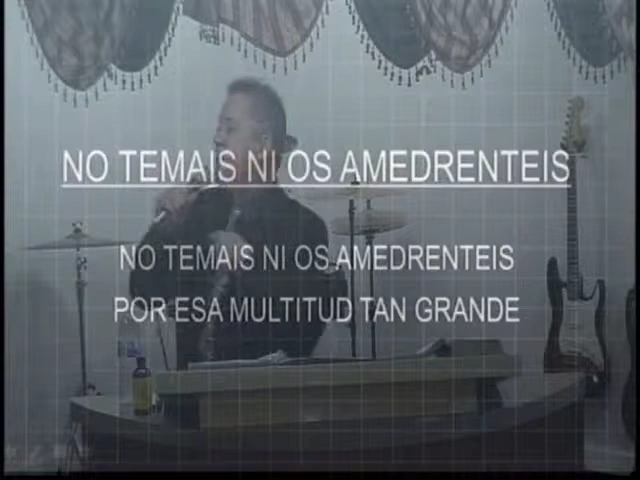 NO TEMAIS NI OS AMEDRENTEIS
NO TEMAIS NI OS AMEDRENTEIS
POR ESA MULTITUD TAN GRANDE